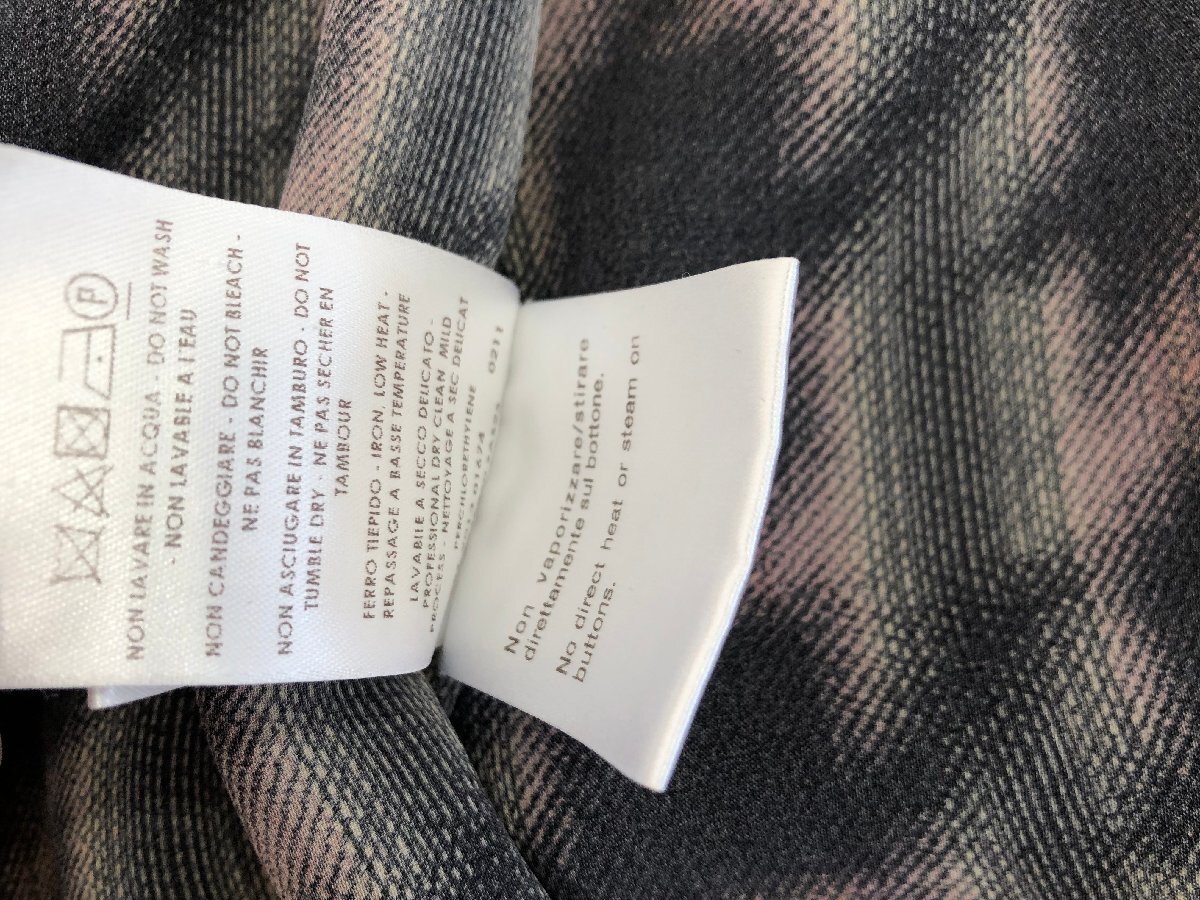 P
NON LAVARE IN ACQUA - DO NOT WASH
- NON LAVABLE A l'EAU
NON CANDEGGIARE - DO NOT BLEACH -
NE PAS BLANCHIR
NON ASCIUGARE IN TAMBURO - DO NOT
TUMBLE DRY - NE PAS SECHER EN
TAMBOUR
FERRO TIEPIDO - IRON, LOW HEAT -
REPASSAGE A BASSE TEMPERATURE
LAVABILE A SECCO DELICATO -
PROFESSIONAL DRY CLEAN MILD
PROCESS - NETTOYAGE A SEC DELICAT
PERCHIOROETHYLENE
0211
Non vaporizzare/stirare
direttamente sul bottone.
No direct heat or steam on
buttons.